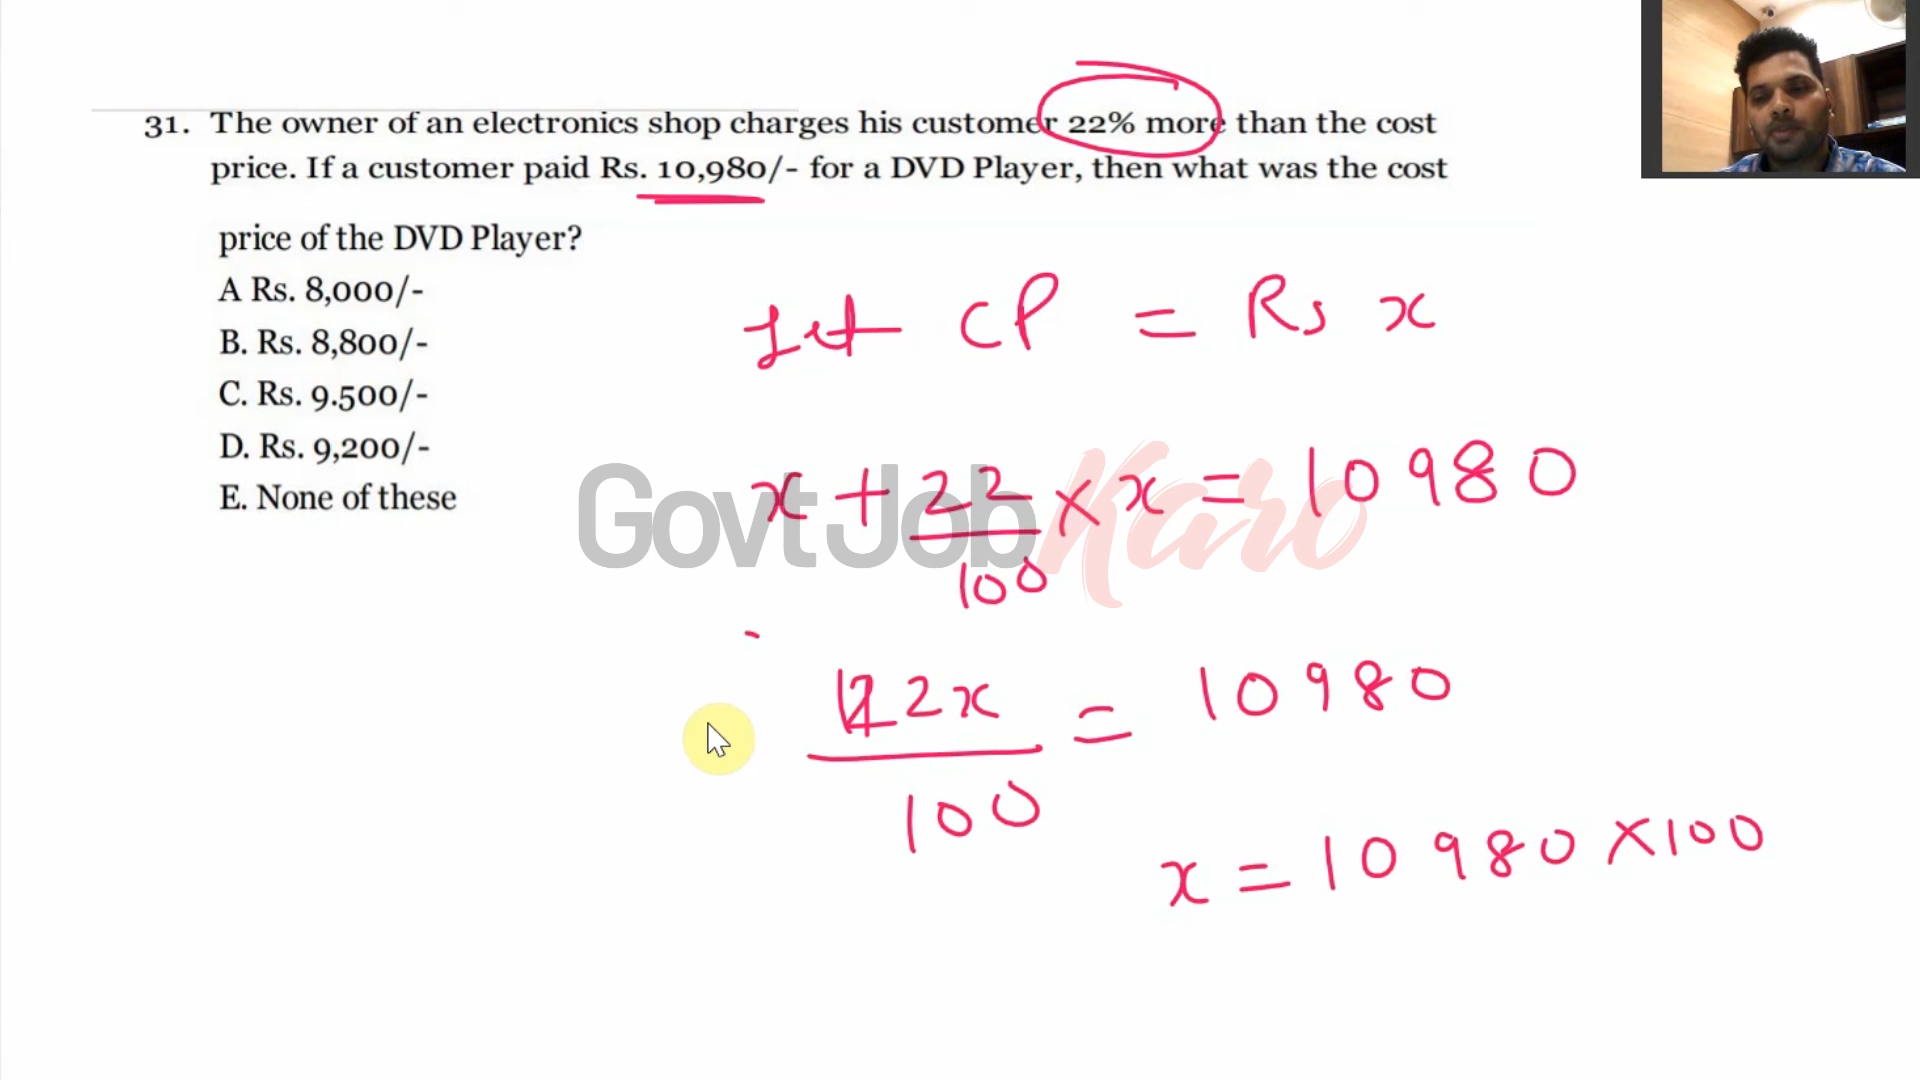 31. The owner of an electronics shop charges his customer 22% more than the cost
price. If a customer paid Rs. 10,980/- for a DVD Player, then what was the cost
price of the DVD Player?
A Rs. 8,000/-
B. Rs. 8,800/-
C. Rs. 9.500/-
D. Rs. 9,200/-
E. None of these
Let CP = Rs x
x + 22/100 × x = 10980
Govt Job Karo
122x/100 = 10980
x = 10980 × 100